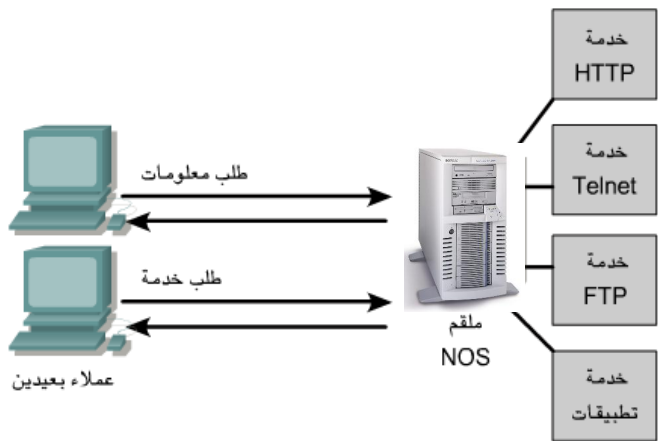 خدمة
HTTP
خدمة
Telnet
خدمة
FTP
خدمة
تطبيقات
طلب معلومات
طلب خدمة
ملقم
NOS
عملاء بعيدين